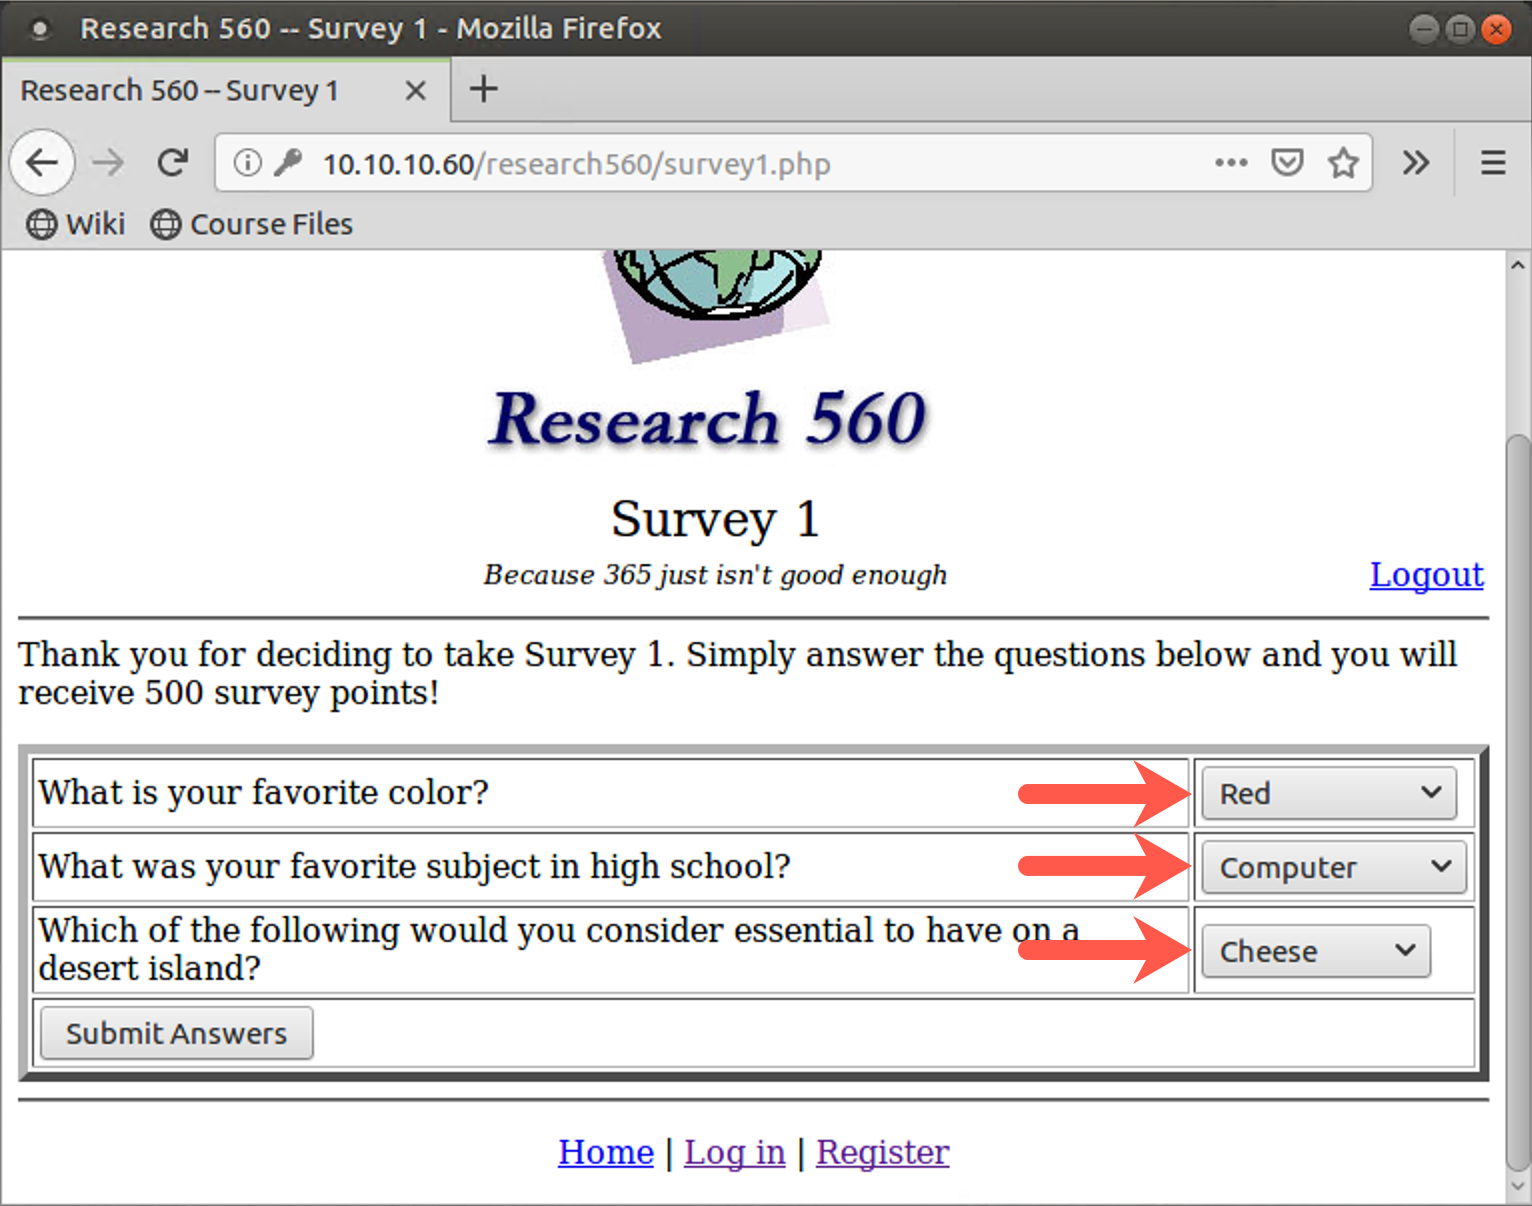 Research 560 -- Survey 1 - Mozilla Firefox
Research 560 -- Survey 1
10.10.10.60/research560/survey1.php
Wiki Course Files
Research 560
Survey 1
Because 365 just isn't good enough
Logout
Thank you for deciding to take Survey 1. Simply answer the questions below and you will
receive 500 survey points!
What is your favorite color? Red
What was your favorite subject in high school? Computer
Which of the following would you consider essential to have on a
desert island?
Cheese
Submit Answers
Home | Log in | Register